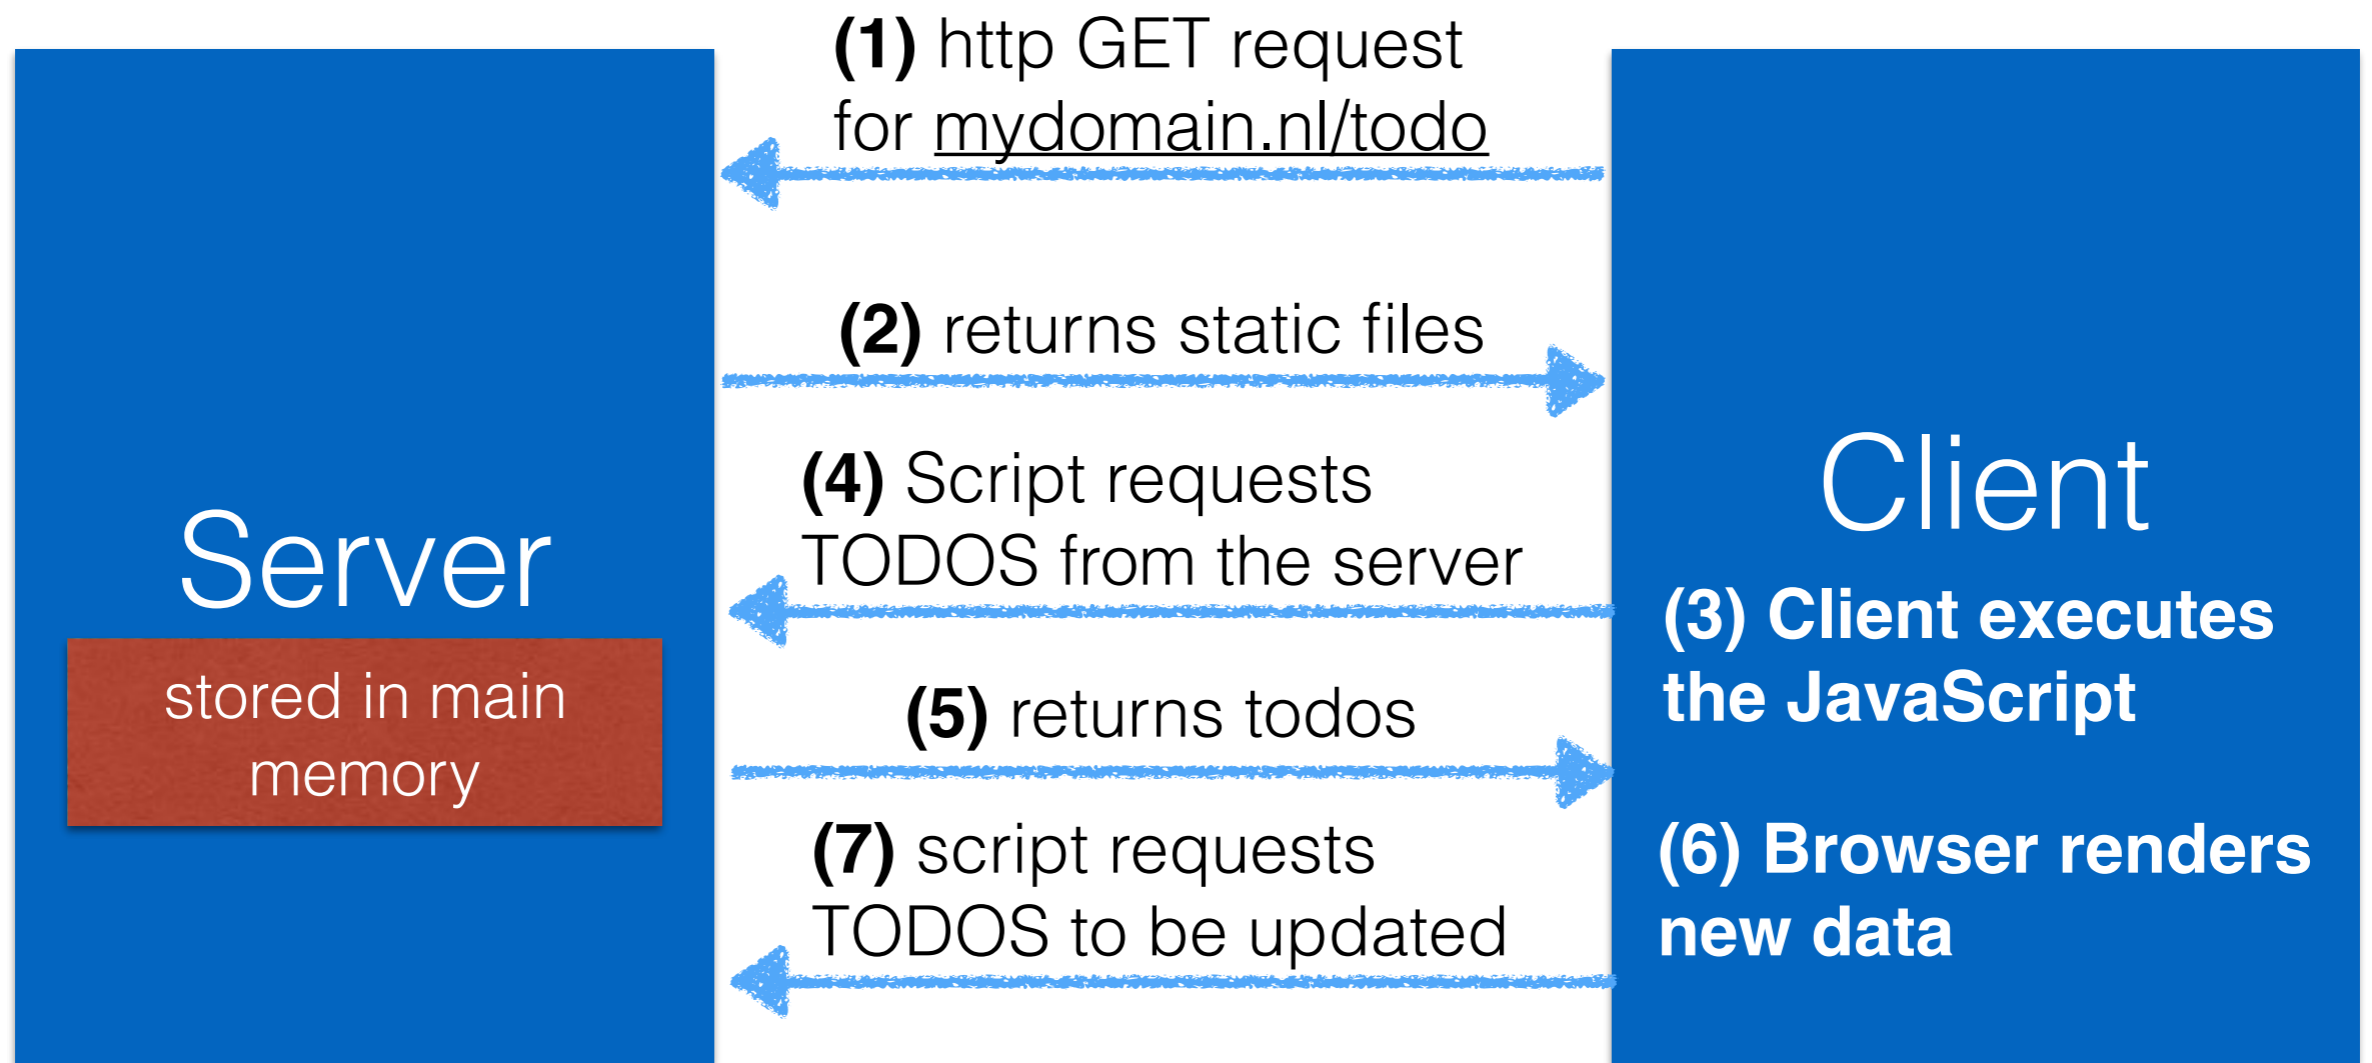 (1) http GET request
for mydomain.nl/todo
(2) returns static files
(4) Script requests
TODOS from the server
(5) returns todos
(7) script requests
TODOS to be updated
Server
stored in main
memory
Client
(3) Client executes
the JavaScript
(6) Browser renders
new data